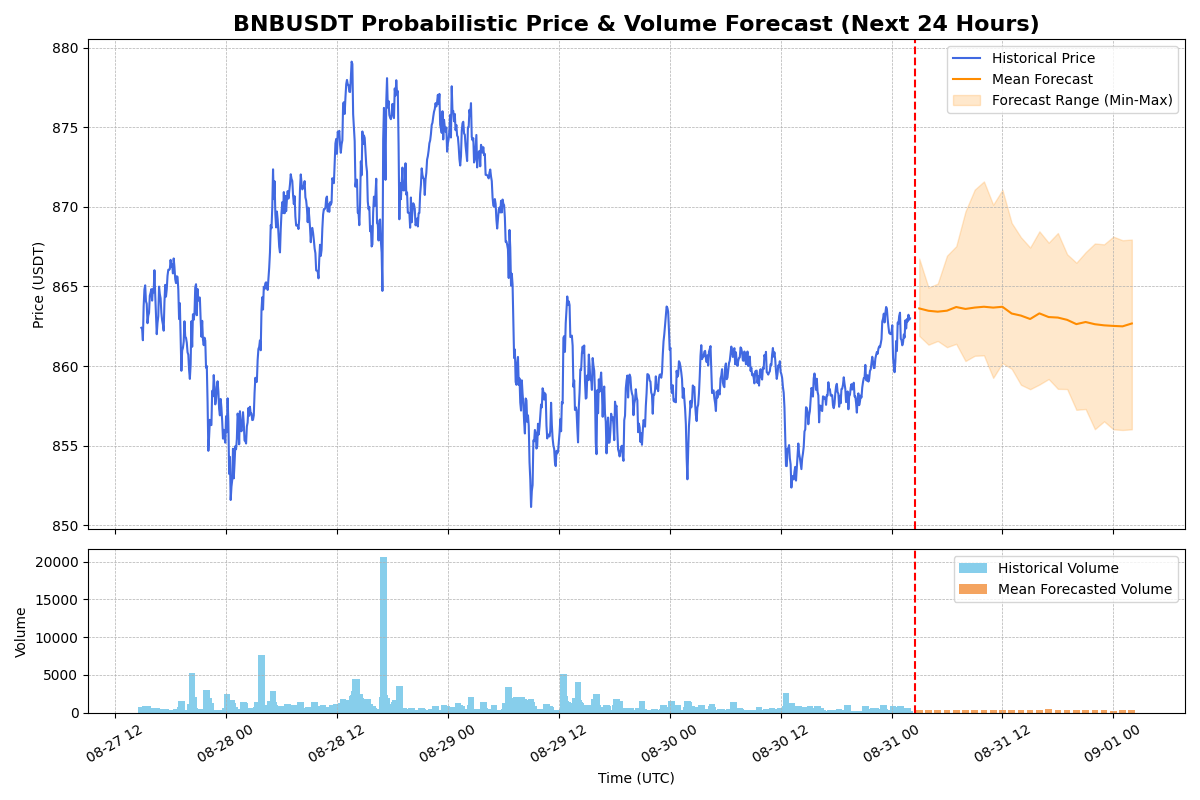 BNBUSDT Probabilistic Price & Volume Forecast (Next 24 Hours)
Historical Price
Mean Forecast
Forecast Range (Min-Max)
Price (USDT)
880
875
870
865
860
855
850
Historical Volume
Mean Forecasted Volume
Volume
20000
15000
10000
5000
0
08-27 12
08-28 00
08-28 12
08-29 00
08-29 12
08-30 00
08-30 12
08-31 00
08-31 12
09-01 00
Time (UTC)